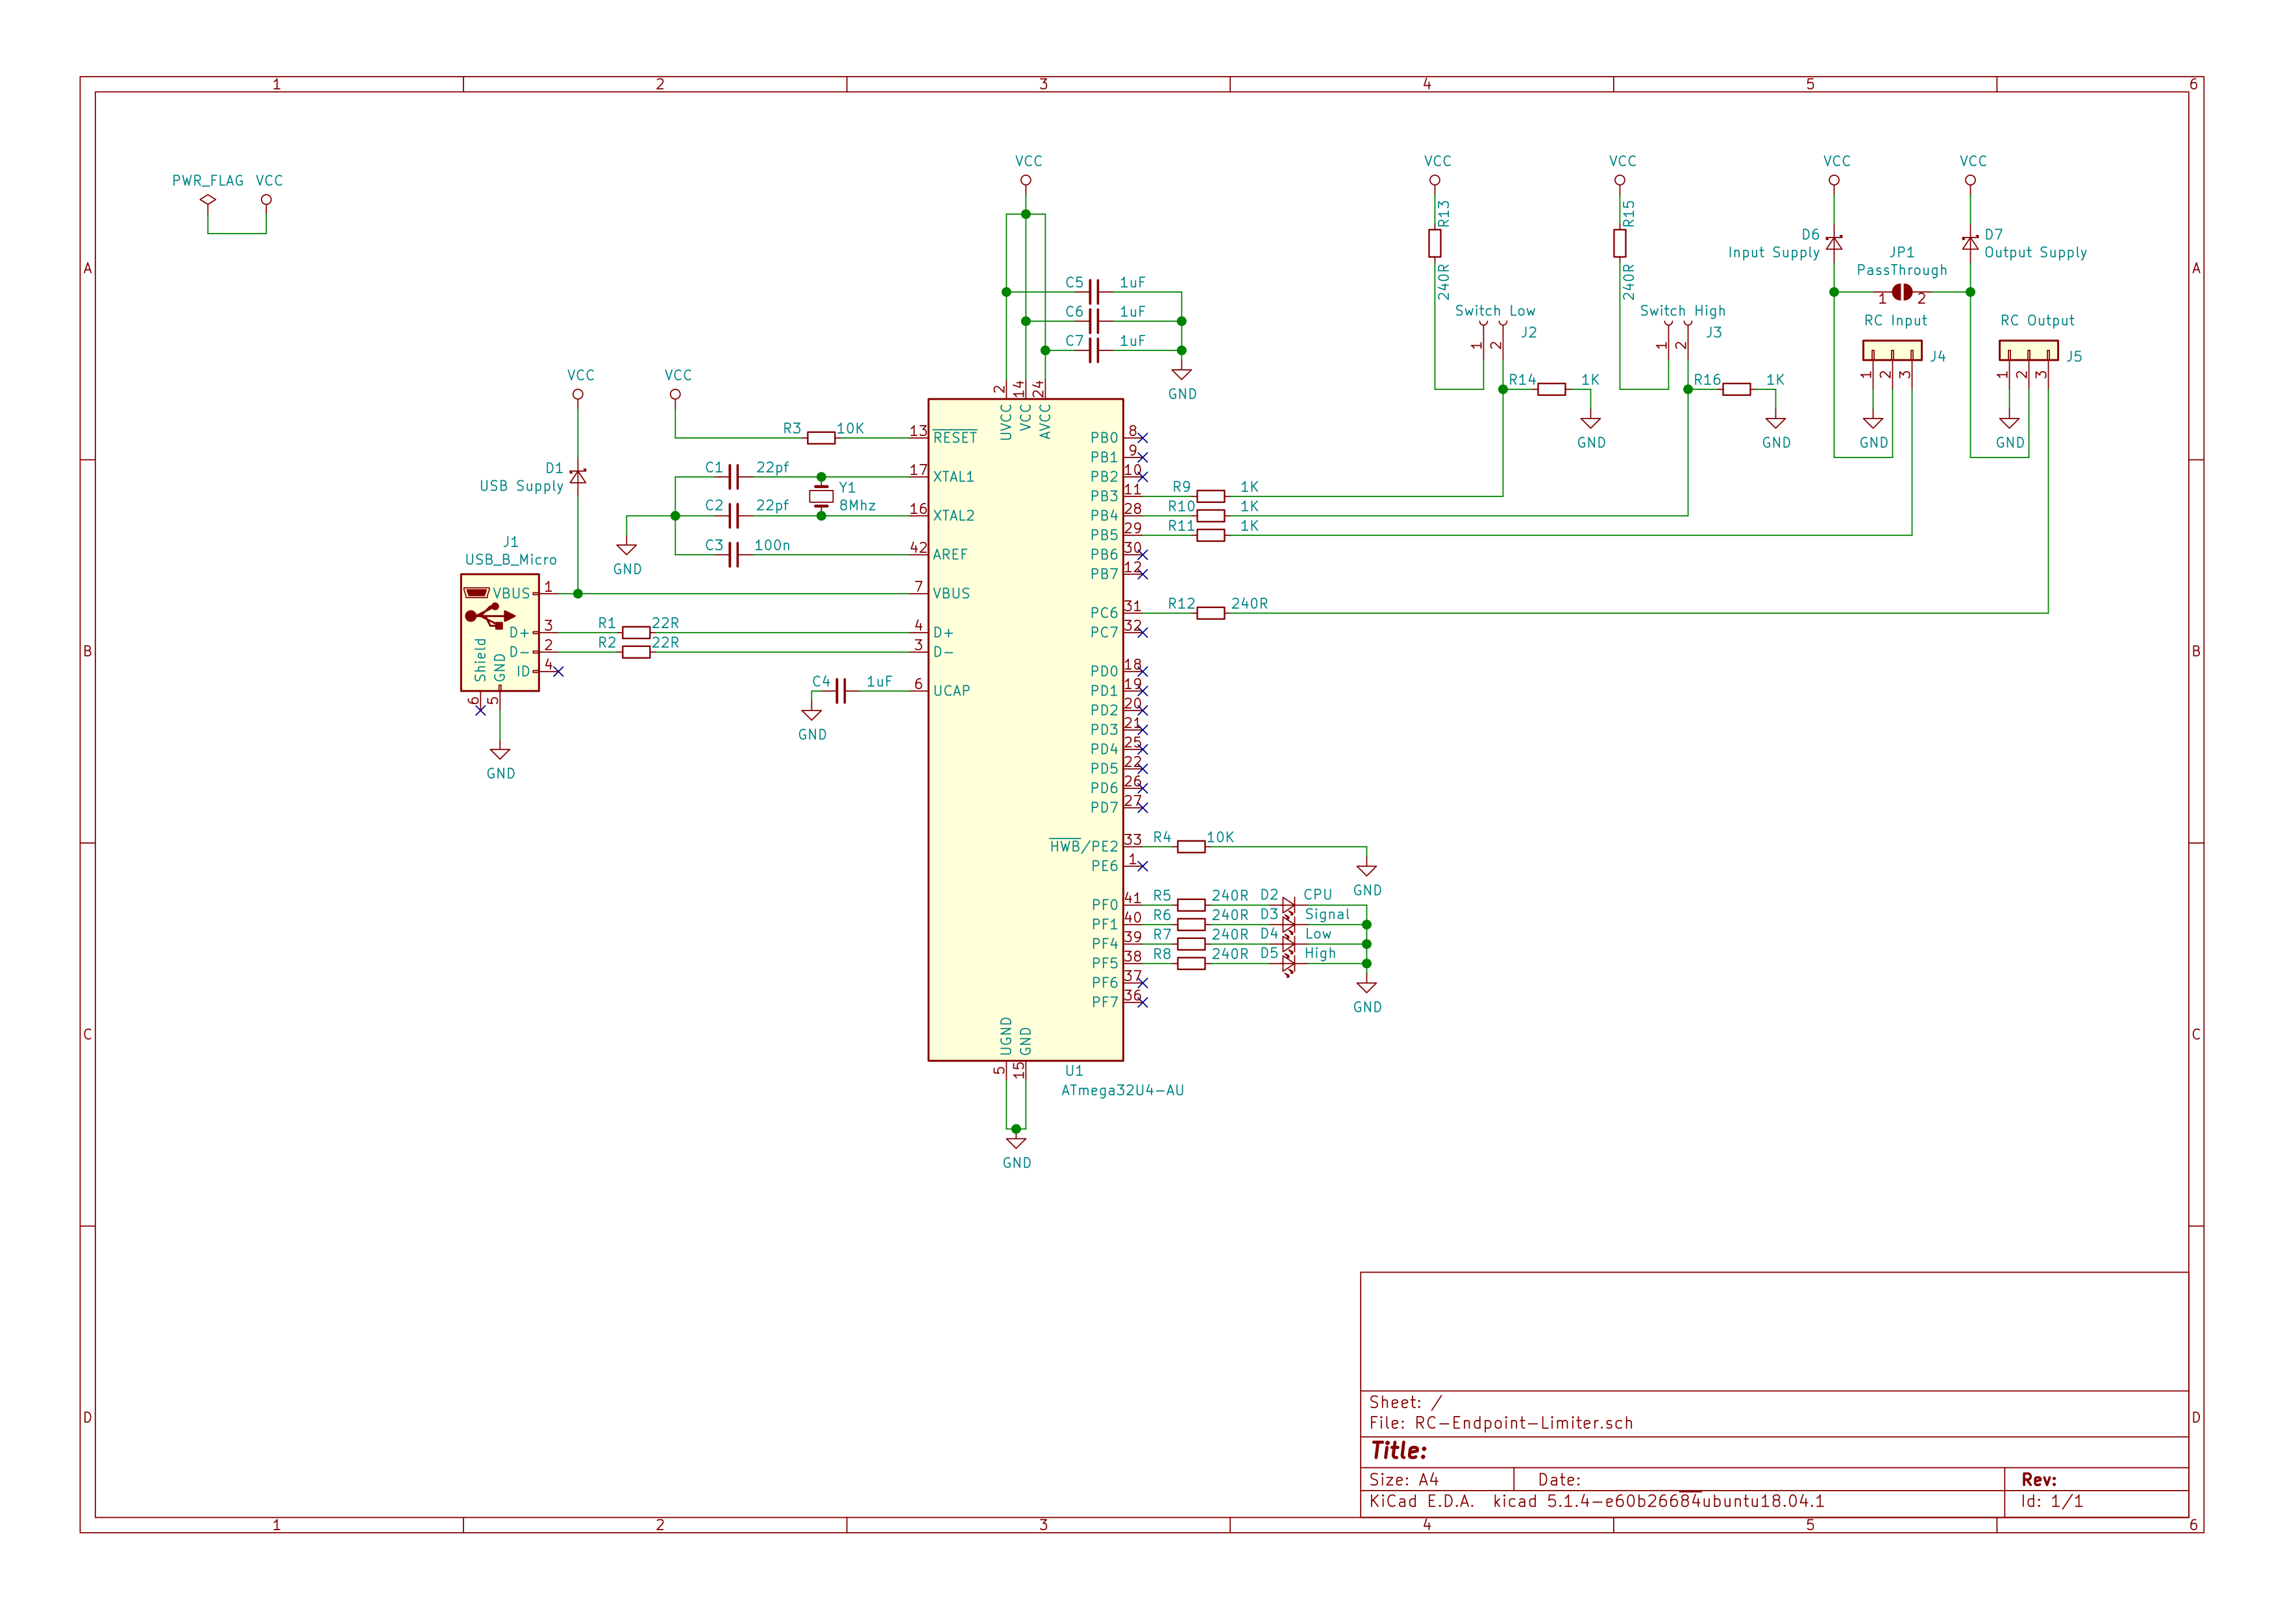 1 2 3 4 5 6
A
B
C
D
A
B
C
D
1 2 3 4 5 6
PWR_FLAG VCC
VCC
UVCC VCC AVCC
2 14 24
C5 1uF
C6 1uF
C7 1uF
GND
VCC
D1
USB Supply
VCC
R3 10K
C1 22pf
C2 22pf
C3 100n
Y1
8Mhz
GND
J1
USB_B_Micro
VBUS 1
D+ 3
D- 2
ID 4
Shield 6
GND 5
GND
R1 22R
R2 22R
C4 1uF
GND
13 RESET
17 XTAL1
16 XTAL2
42 AREF
7 VBUS
4 D+
3 D-
6 UCAP
PB0 8
PB1 9
PB2 10
PB3 11
PB4 28
PB5 29
PB6 30
PB7 12
PC6 31
PC7 32
PD0 18
PD1 19
PD2 20
PD3 21
PD4 25
PD5 22
PD6 26
PD7 27
HWB/PE2 33
PE6 1
PF0 41
PF1 40
PF4 39
PF5 38
PF6 37
PF7 36
UGND GND
5 15
U1
ATmega32U4-AU
GND
R9 1K
R10 1K
R11 1K
R12 240R
R4 10K
GND
R5 240R D2 CPU
R6 240R D3 Signal
R7 240R D4 Low
R8 240R D5 High
GND
VCC
R13
240R
Switch Low
1 2 J2
R14 1K
GND
VCC
R15
240R
Switch High
1 2 J3
R16 1K
GND
VCC
D6
Input Supply
JP1
PassThrough
1 2
VCC
D7
Output Supply
RC Input
J4
1 2 3
GND
RC Output
J5
1 2 3
GND
Sheet: /
File: RC-Endpoint-Limiter.sch
Title:
Size: A4 Date: Rev:
KiCad E.D.A. kicad 5.1.4-e60b26684ubuntu18.04.1 Id: 1/1